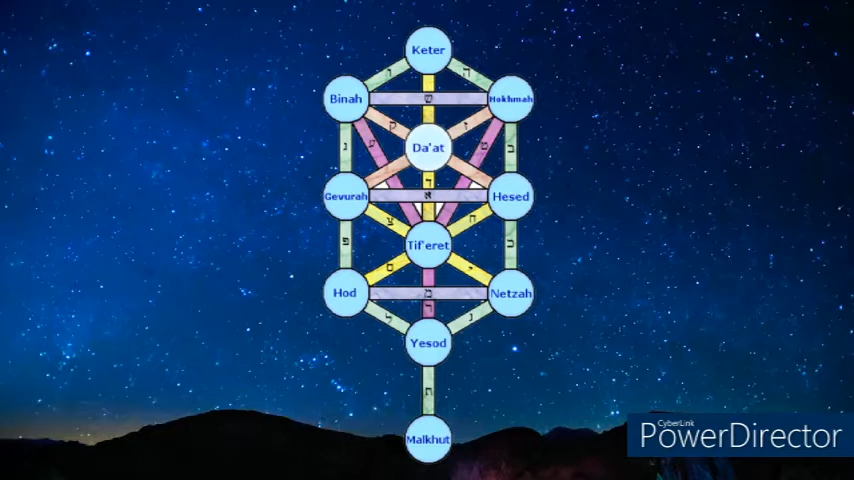 Keter
ו
ה
Binah
ש
Hokhmah
ק
ז
Da'at
נ
ע
ט
ב
ר
Gevurah
א
Hesed
צ
ח
פ
Tif'eret
ס
י
Hod
מ
Netzah
ל
נ
Yesod
ת
Malkhut
CyberLink
PowerDirector